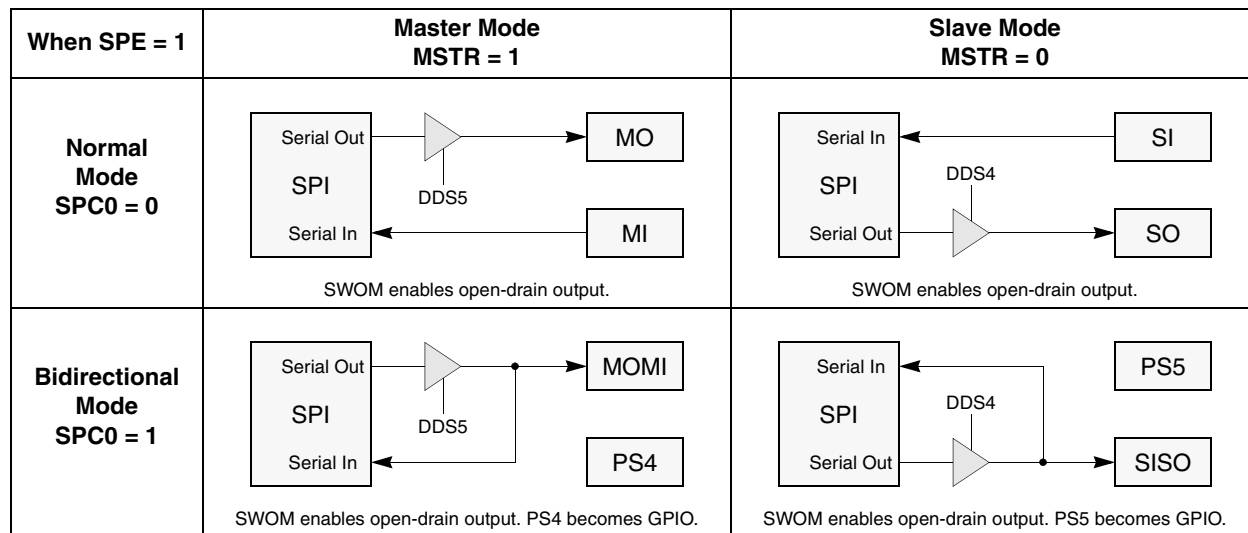 When SPE = 1
Master Mode
MSTR = 1
Slave Mode
MSTR = 0
Normal
Mode
SPC0 = 0
Serial Out
SPI
Serial In
DDS5
MO
MI
SWOM enables open-drain output.
Serial In
SPI
Serial Out
DDS4
SI
SO
SWOM enables open-drain output.
Bidirectional
Mode
SPC0 = 1
Serial Out
SPI
Serial In
DDS5
MOMI
PS4
SWOM enables open-drain output. PS4 becomes GPIO.
Serial In
SPI
Serial Out
DDS4
PS5
SISO
SWOM enables open-drain output. PS5 becomes GPIO.